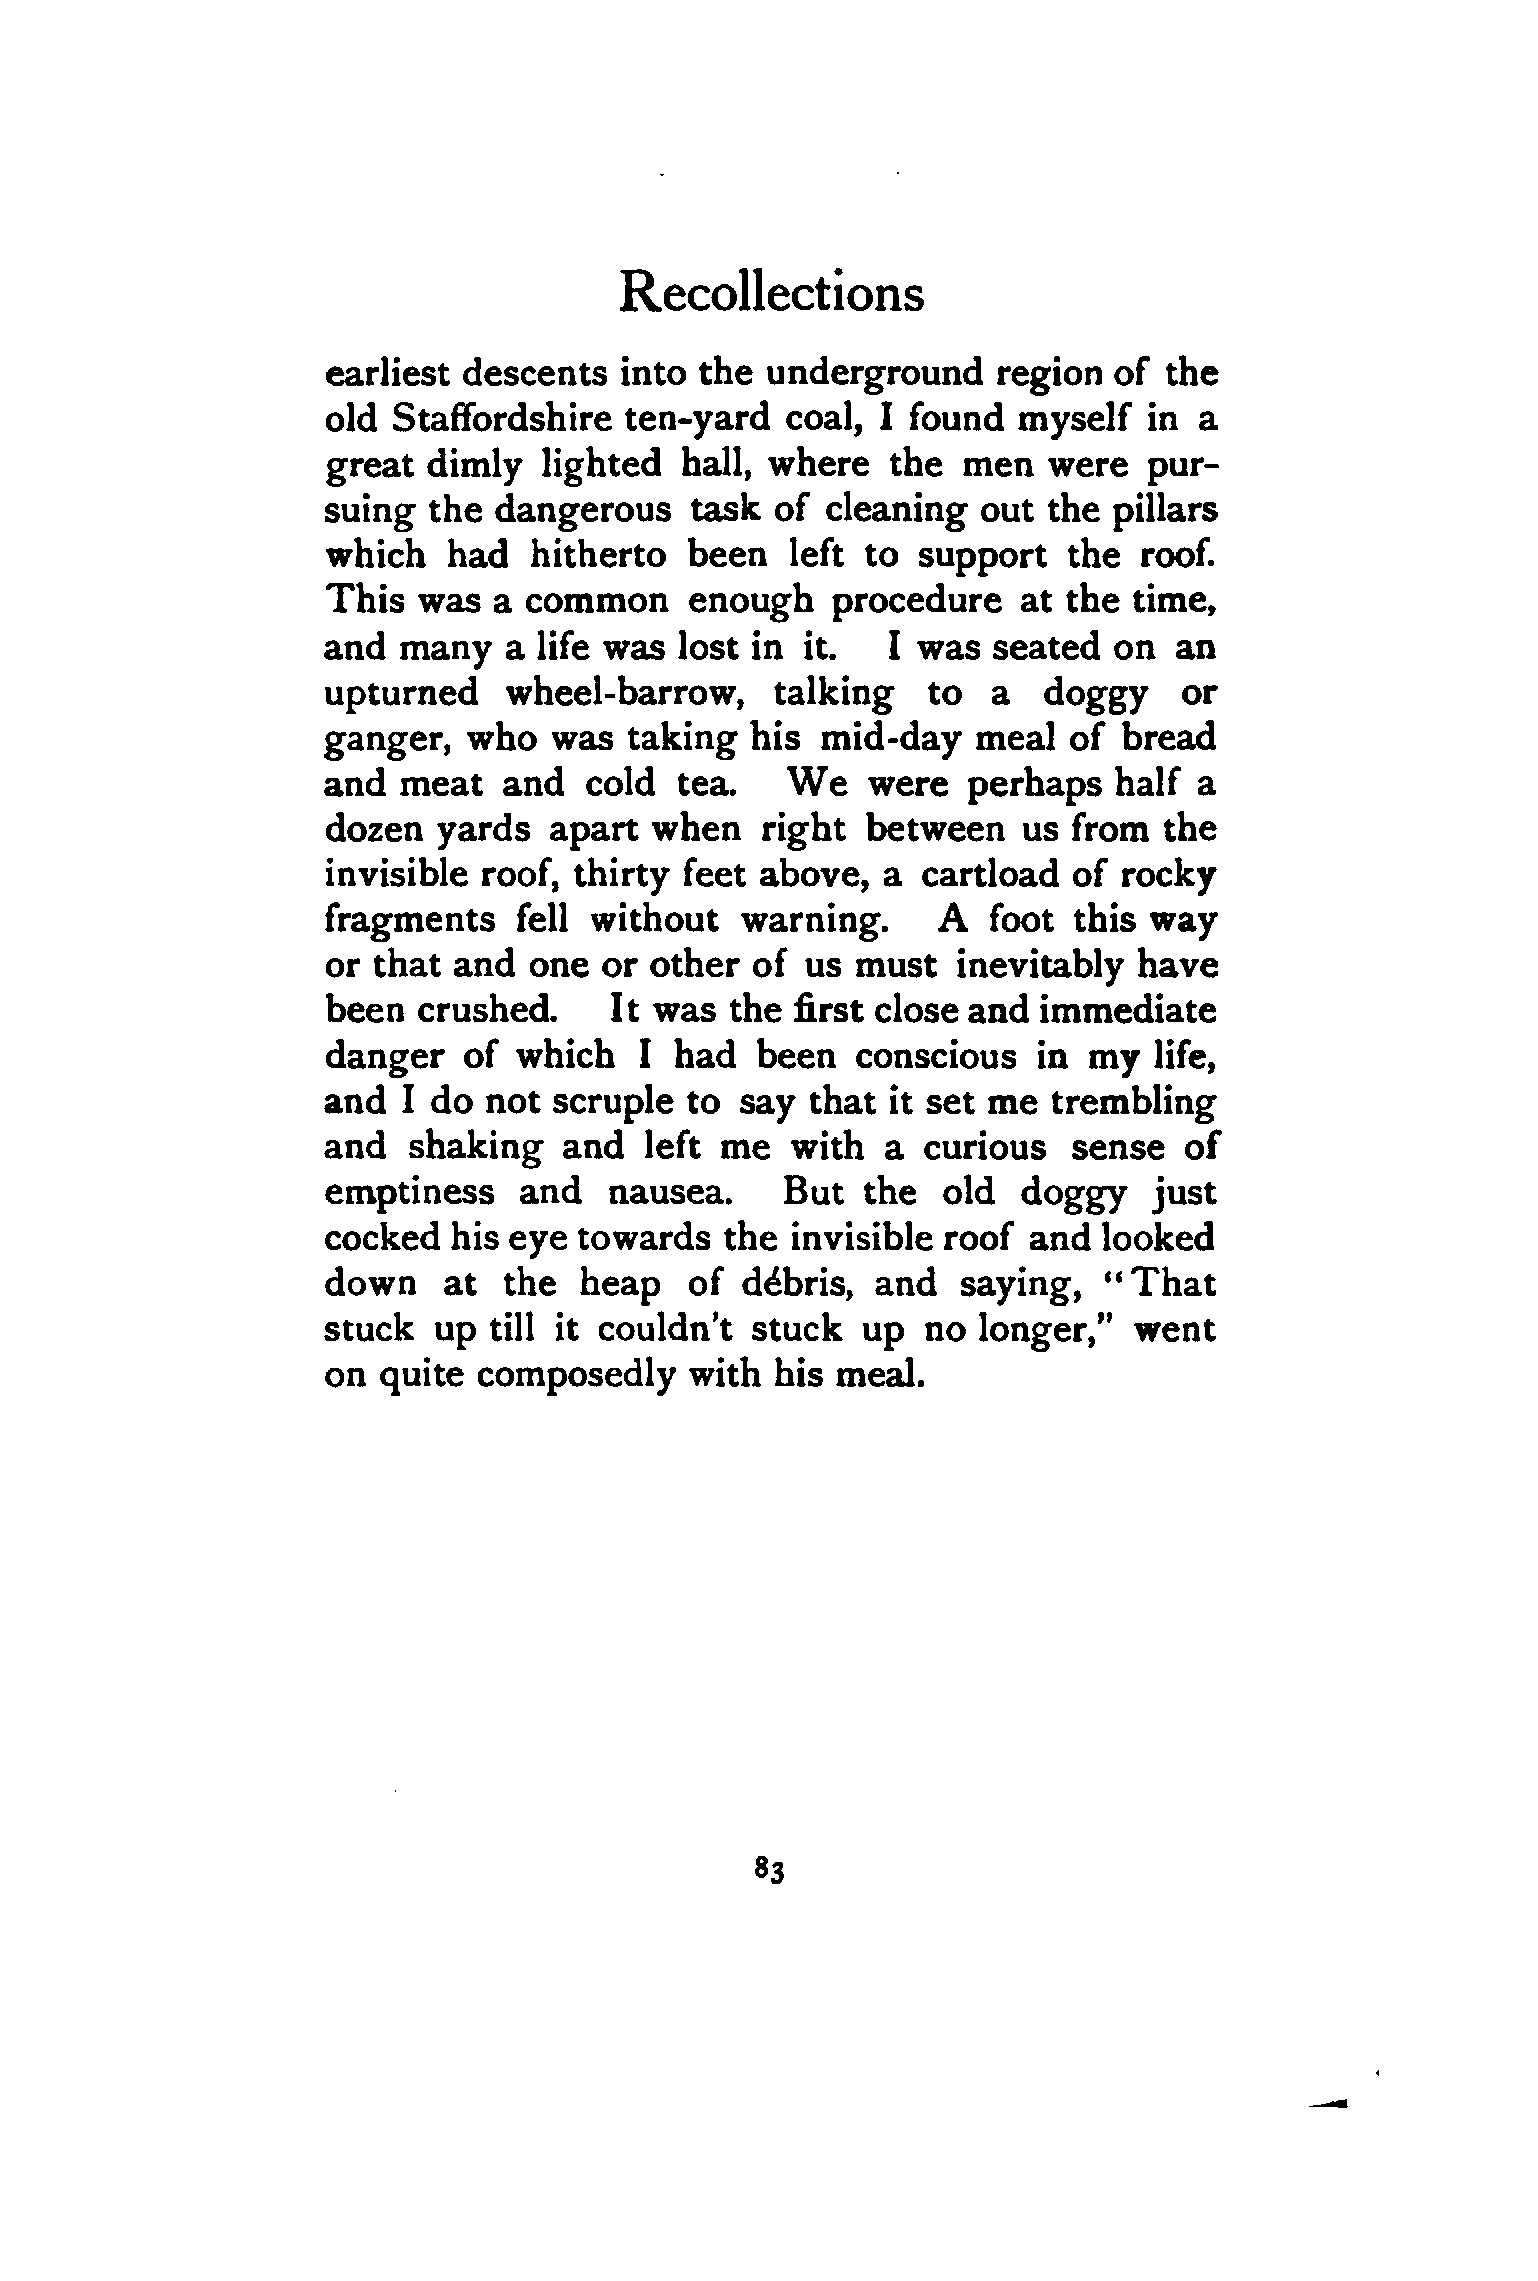 Recollections
earliest descents into the underground region of the
old Staffordshire ten-yard coal, I found myself in a
great dimly lighted hall, where the men were pur-
suing the dangerous task of cleaning out the pillars
which had hitherto been left to support the roof.
This was a common enough procedure at the time,
and many a life was lost in it. I was seated on an
upturned wheel-barrow, talking to a doggy or
ganger, who was taking his mid-day meal of bread
and meat and cold tea. We were perhaps half a
dozen yards apart when right between us from the
invisible roof, thirty feet above, a cartload of rocky
fragments fell without warning. A foot this way
or that and one or other of us must inevitably have
been crushed. It was the first close and immediate
danger of which I had been conscious in my life,
and I do not scruple to say that it set me trembling
and shaking and left me with a curious sense of
emptiness and nausea. But the old doggy just
cocked his eye towards the invisible roof and looked
down at the heap of débris, and saying, "That
stuck up till it couldn't stuck up no longer," went
on quite composedly with his meal.
83